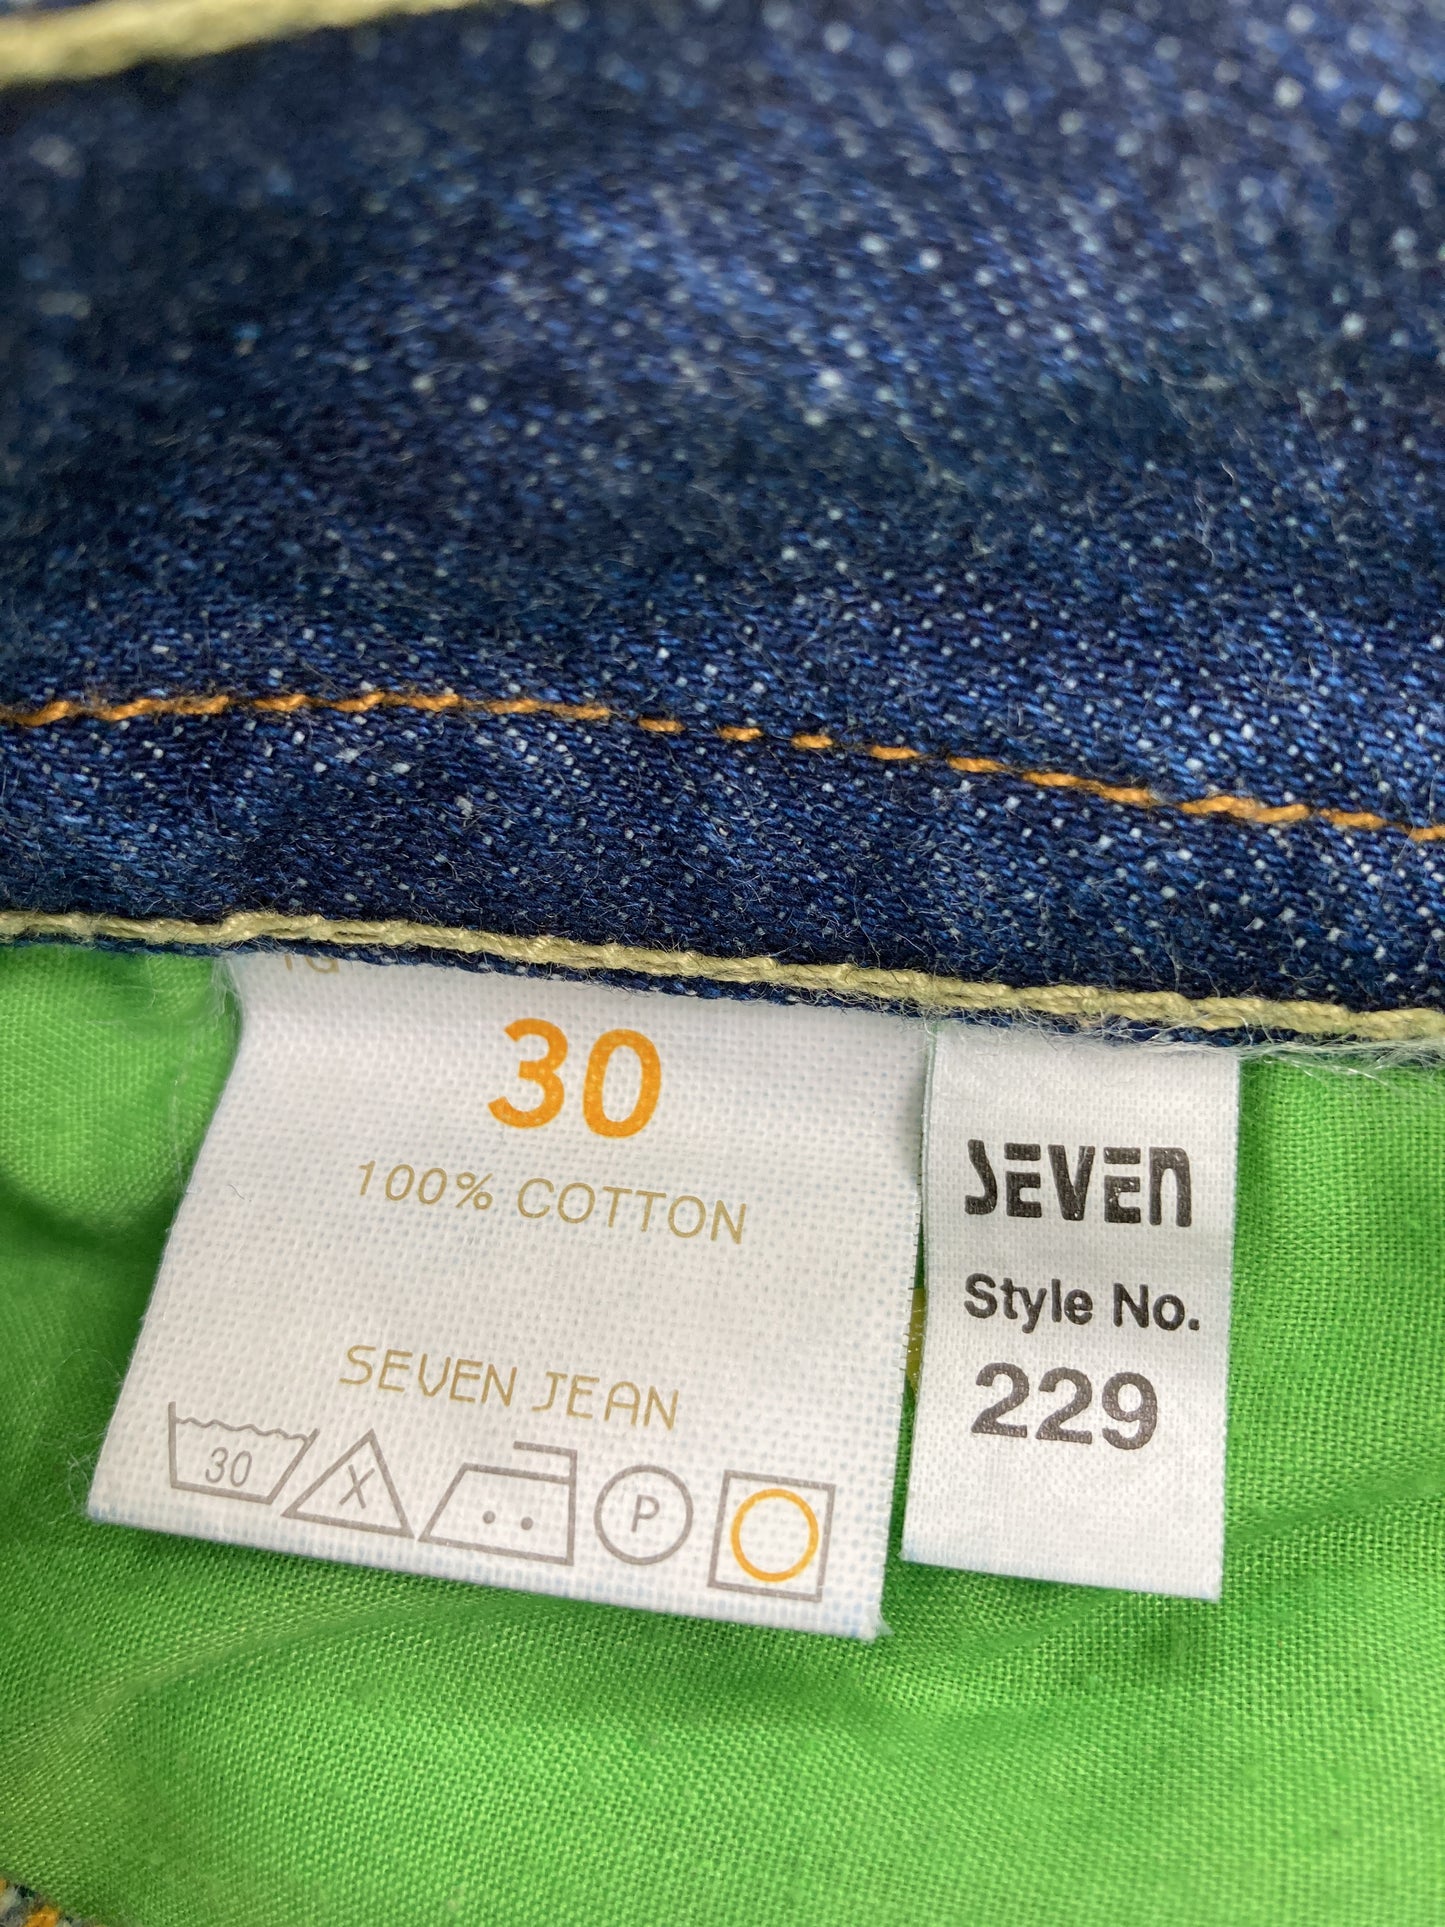 30
100% COTTON
SEVEN JEAN
30
X
P
SEVEN
Style No.
229